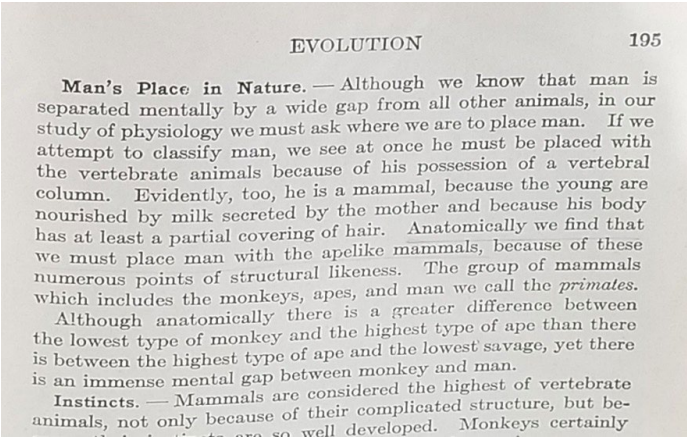 EVOLUTION 195
Man's Place in Nature. — Although we know that man is
separated mentally by a wide gap from all other animals, in our
study of physiology we must ask where we are to place man. If we
attempt to classify man, we see at once he must be placed with
the vertebrate animals because of his possession of a vertebral
column. Evidently, too, he is a mammal, because the young are
nourished by milk secreted by the mother and because his body
has at least a partial covering of hair. Anatomically we find that
we must place man with the apelike mammals, because of these
numerous points of structural likeness. The group of mammals
which includes the monkeys, apes, and man we call the primates.
Although anatomically there is a greater difference between
the lowest type of monkey and the highest type of ape than there
is between the highest type of ape and the lowest savage, yet there
is an immense mental gap between monkey and man.
Instincts. — Mammals are considered the highest of vertebrate
animals, not only because of their complicated structure, but be-
so well developed. Monkeys certainly